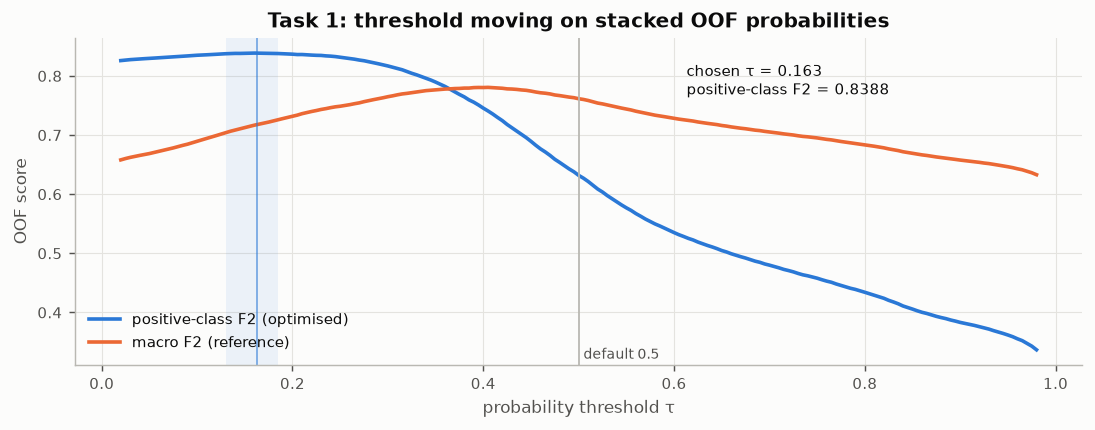 Task 1: threshold moving on stacked OOF probabilities
chosen τ = 0.163
positive-class F2 = 0.8388
0.8
0.7
0.6
0.5
0.4
OOF score
positive-class F2 (optimised)
macro F2 (reference)
default 0.5
0.0
0.2
0.4
0.6
0.8
1.0
probability threshold τ